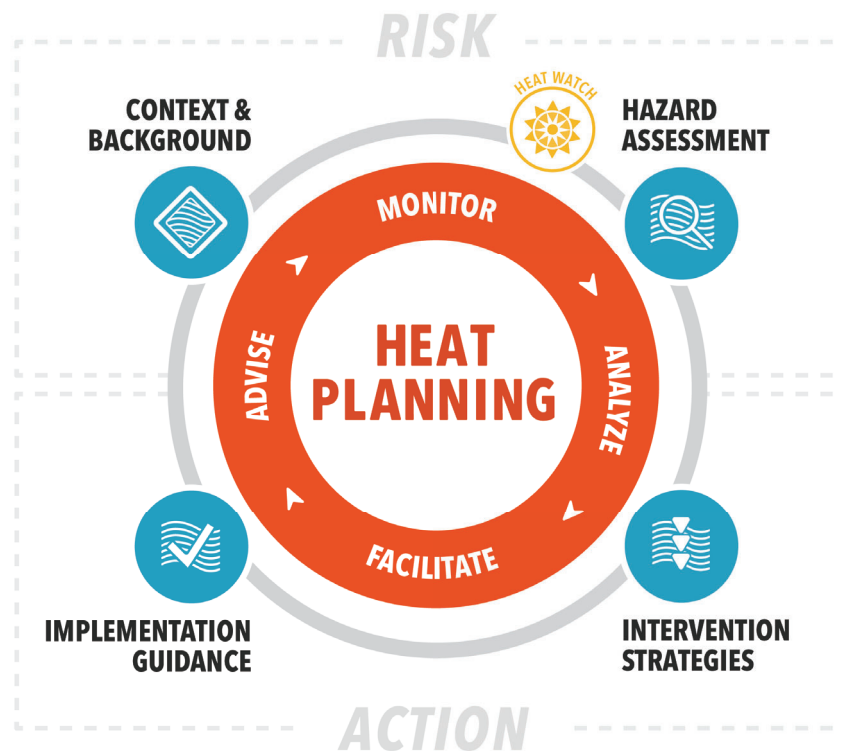 RISK
HEAT WATCH
CONTEXT &
BACKGROUND
HAZARD
ASSESSMENT
MONITOR
ADVISE
HEAT
PLANNING
ANALYZE
FACILITATE
IMPLEMENTATION
GUIDANCE
INTERVENTION
STRATEGIES
ACTION